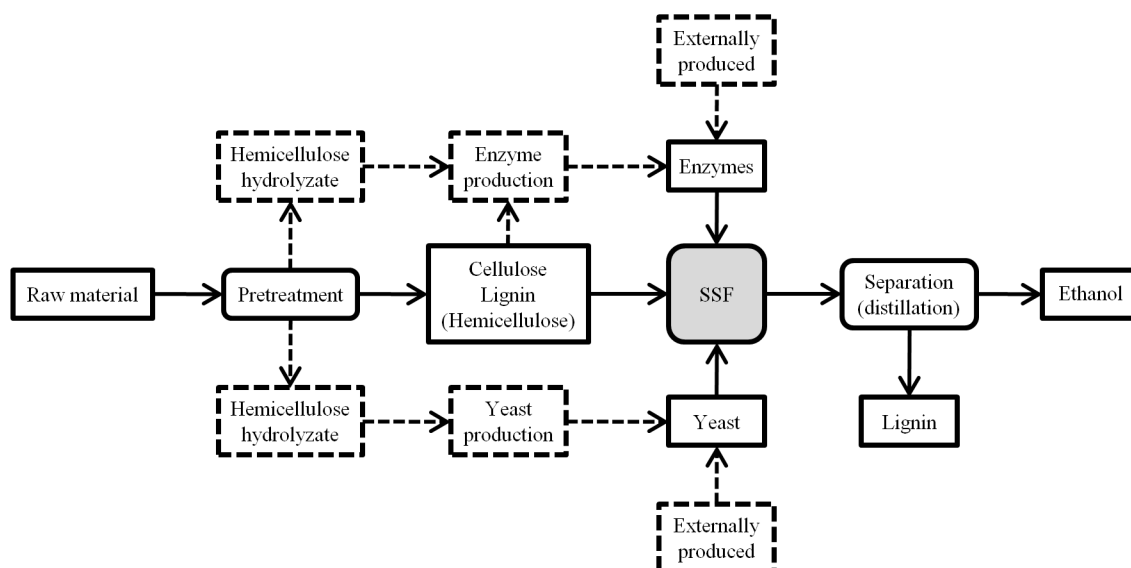 Externally
produced
Hemicellulose
hydrolyzate
Enzyme
production
Enzymes
Raw material
Pretreatment
Cellulose
Lignin
(Hemicellulose)
SSF
Separation
(distillation)
Ethanol
Hemicellulose
hydrolyzate
Yeast
production
Yeast
Lignin
Externally
produced